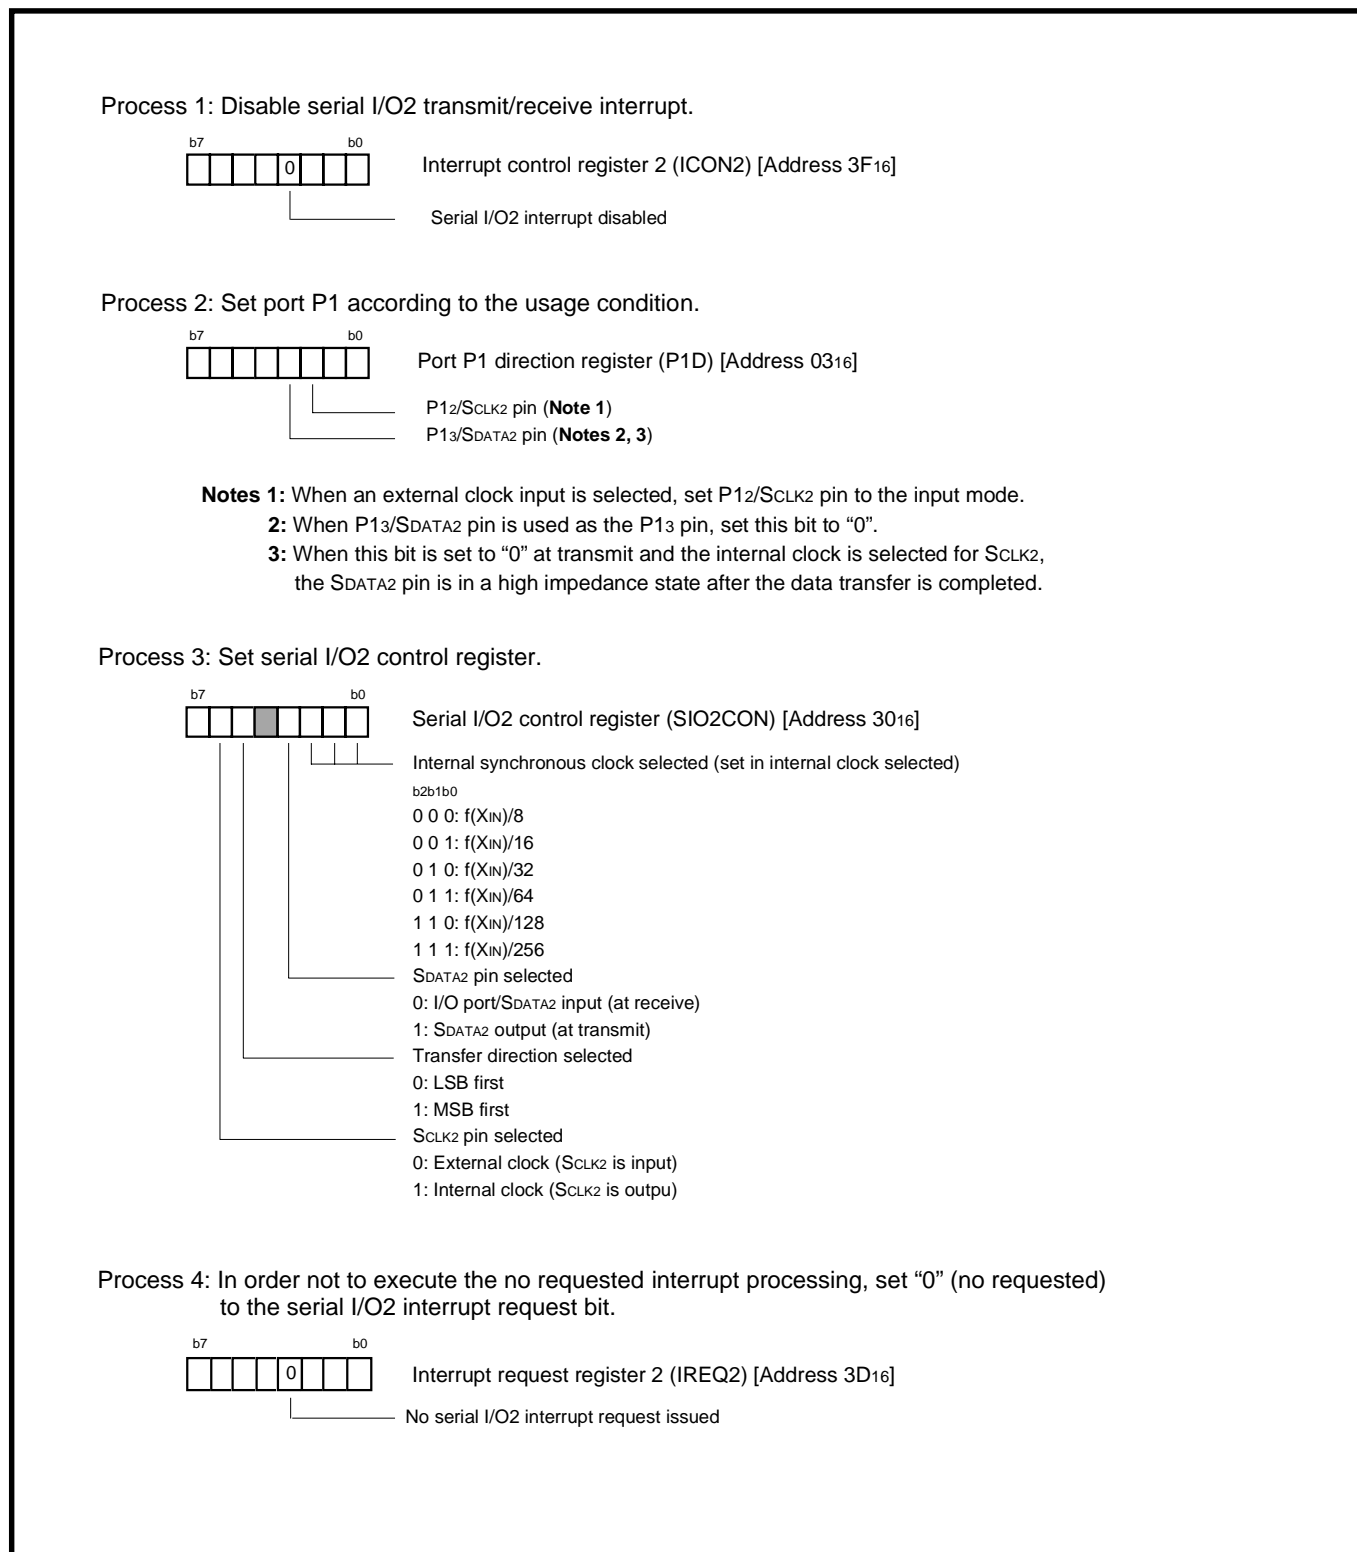 Process 1: Disable serial I/O2 transmit/receive interrupt.
b7 b0
0 Interrupt control register 2 (ICON2) [Address 3F16]
Serial I/O2 interrupt disabled
Process 2: Set port P1 according to the usage condition.
b7 b0
Port P1 direction register (P1D) [Address 0316]
P12/SCLK2 pin (Note 1)
P13/SDATA2 pin (Notes 2, 3)
Notes 1: When an external clock input is selected, set P12/SCLK2 pin to the input mode.
2: When P13/SDATA2 pin is used as the P13 pin, set this bit to “0”.
3: When this bit is set to “0” at transmit and the internal clock is selected for SCLK2,
the SDATA2 pin is in a high impedance state after the data transfer is completed.
Process 3: Set serial I/O2 control register.
b7 b0
Serial I/O2 control register (SIO2CON) [Address 3016]
Internal synchronous clock selected (set in internal clock selected)
b2b1b0
0 0 0: f(XIN)/8
0 0 1: f(XIN)/16
0 1 0: f(XIN)/32
0 1 1: f(XIN)/64
1 1 0: f(XIN)/128
1 1 1: f(XIN)/256
SDATA2 pin selected
0: I/O port/SDATA2 input (at receive)
1: SDATA2 output (at transmit)
Transfer direction selected
0: LSB first
1: MSB first
SCLK2 pin selected
0: External clock (SCLK2 is input)
1: Internal clock (SCLK2 is outpu)
Process 4: In order not to execute the no requested interrupt processing, set “0” (no requested)
to the serial I/O2 interrupt request bit.
b7 b0
0 Interrupt request register 2 (IREQ2) [Address 3D16]
No serial I/O2 interrupt request issued